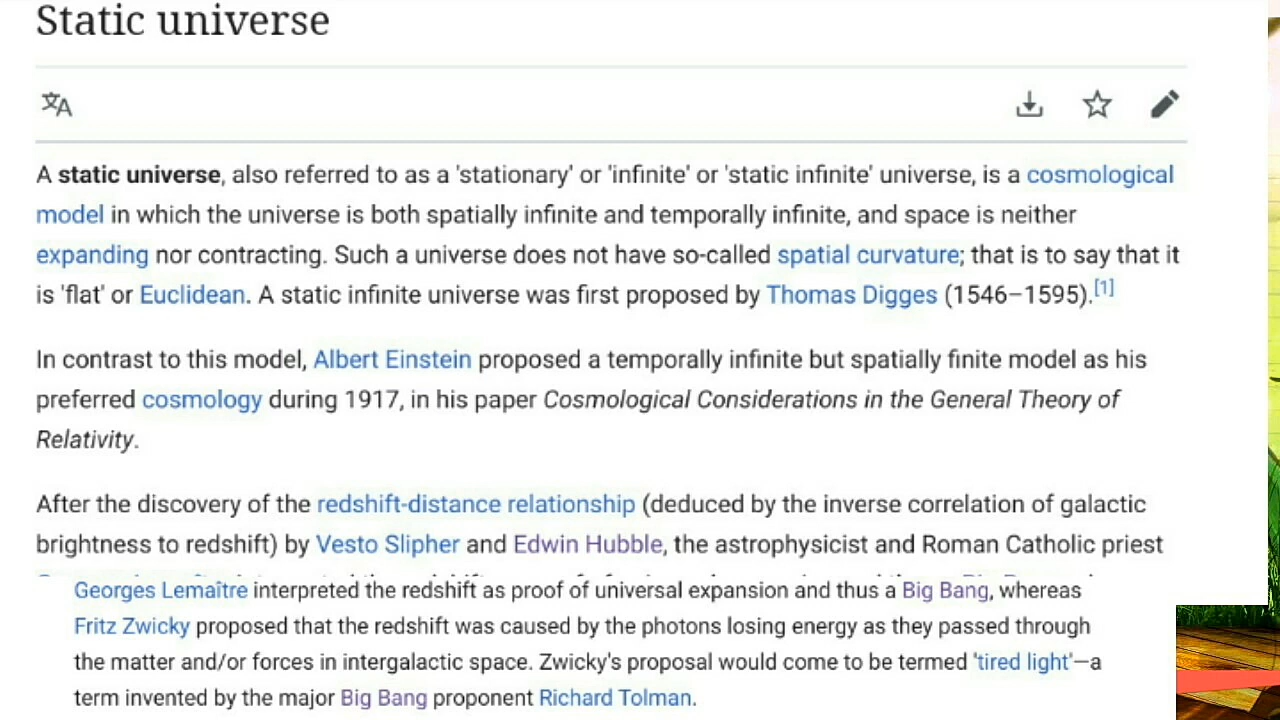 Static universe
A static universe, also referred to as a 'stationary' or 'infinite' or 'static infinite' universe, is a cosmological
model in which the universe is both spatially infinite and temporally infinite, and space is neither
expanding nor contracting. Such a universe does not have so-called spatial curvature; that is to say that it
is 'flat' or Euclidean. A static infinite universe was first proposed by Thomas Digges (1546–1595).[1]
In contrast to this model, Albert Einstein proposed a temporally infinite but spatially finite model as his
preferred cosmology during 1917, in his paper Cosmological Considerations in the General Theory of
Relativity.
After the discovery of the redshift-distance relationship (deduced by the inverse correlation of galactic
brightness to redshift) by Vesto Slipher and Edwin Hubble, the astrophysicist and Roman Catholic priest
Georges Lemaître interpreted the redshift as proof of universal expansion and thus a Big Bang, whereas
Fritz Zwicky proposed that the redshift was caused by the photons losing energy as they passed through
the matter and/or forces in intergalactic space. Zwicky's proposal would come to be termed 'tired light'—a
term invented by the major Big Bang proponent Richard Tolman.